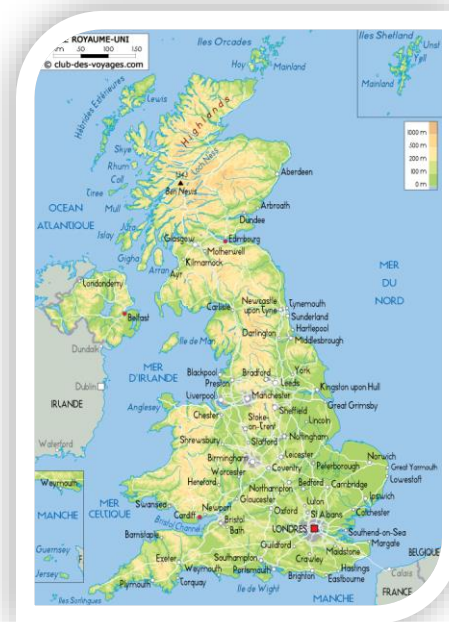 ROYAUME-UNI
50 100 150
© club-des-voyages.com
Iles Orcades
Hoy
Mainland
Iles Shetland
Unst
Yell
Mainland
Hébrides Extérieures
Lewis
Highlands
1000 m
500 m
200 m
100 m
0 m
Skye
Rhum
Coll
Tiree
Mull
Loch Ness
Ben Nevis
Aberdeen
OCEAN
ATLANTIQUE
Arbroath
Dundee
Jura
Islay
Gigha
Arran
Glasgow
Edimbourg
Motherwell
Kilmarnock
Ayr
MER
DU
NORD
Londonderry
Belfast
Carlisle
Newcastle
upon Tyne
Tynemouth
Sunderland
Hartlepool
Darlington
Middlesbrough
Ile de Man
Dundalk
MER
D'IRLANDE
Dublin
IRLANDE
Waterford
Blackpool
Preston
Bradford
Leeds
York
Kingston upon Hull
Liverpool
Manchester
Great Grimsby
Anglesey
Chester
Sheffield
Lincoln
Stoke-
on-Trent
Nottingham
Shrewsbury
Stafford
Leicester
Norwich
Birmingham
Peterborough
Great Yarmouth
Lowestoft
Worcester
Coventry
Hereford
Northampton
Bedford
Cambridge
Ipswich
Weymouth
MANCHE
Guernsey
Jersey
MER
CELTIQUE
Swansea
Newport
Gloucester
Luton
Colchester
Cardiff
Oxford
St Albans
Bristol Channel
Bristol
Bath
LONDRES
Southend-on-Sea
Margate
Barnstaple
Guildford
Maidstone
BELGIQUE
Exeter
Southampton
Crawley
Hastings
Calais
Weymouth
Portsmouth
Brighton
Eastbourne
Plymouth
Torquay
Ile de Wight
FRANCE
Iles Sorlingues
MANCHE